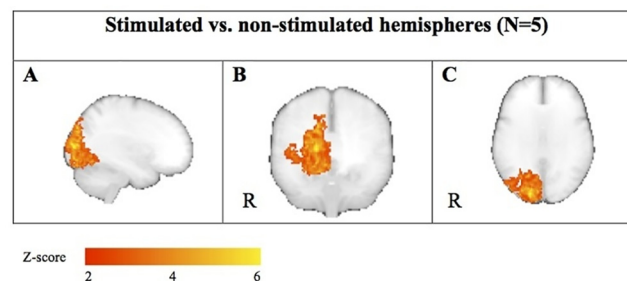 Stimulated vs. non-stimulated hemispheres (N=5)
A B C
R R
Z-score
2 4 6